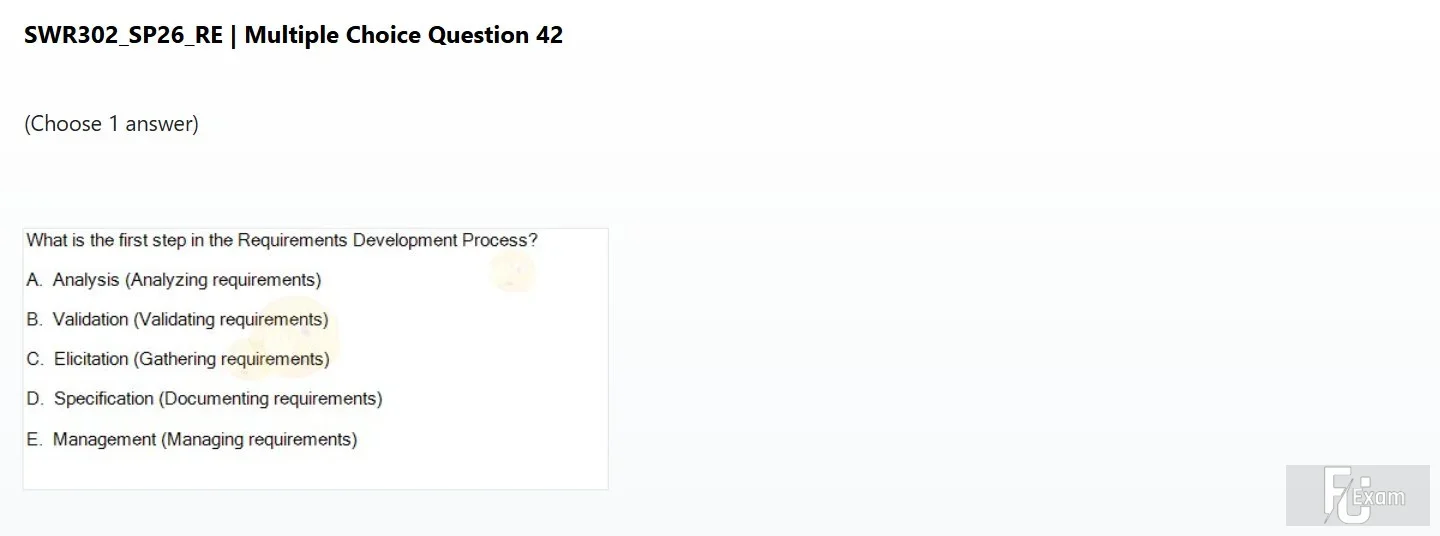 SWR302_SP26_RE | Multiple Choice Question 42
(Choose 1 answer)
What is the first step in the Requirements Development Process?
A. Analysis (Analyzing requirements)
B. Validation (Validating requirements)
C. Elicitation (Gathering requirements)
D. Specification (Documenting requirements)
E. Management (Managing requirements)
FU Exam